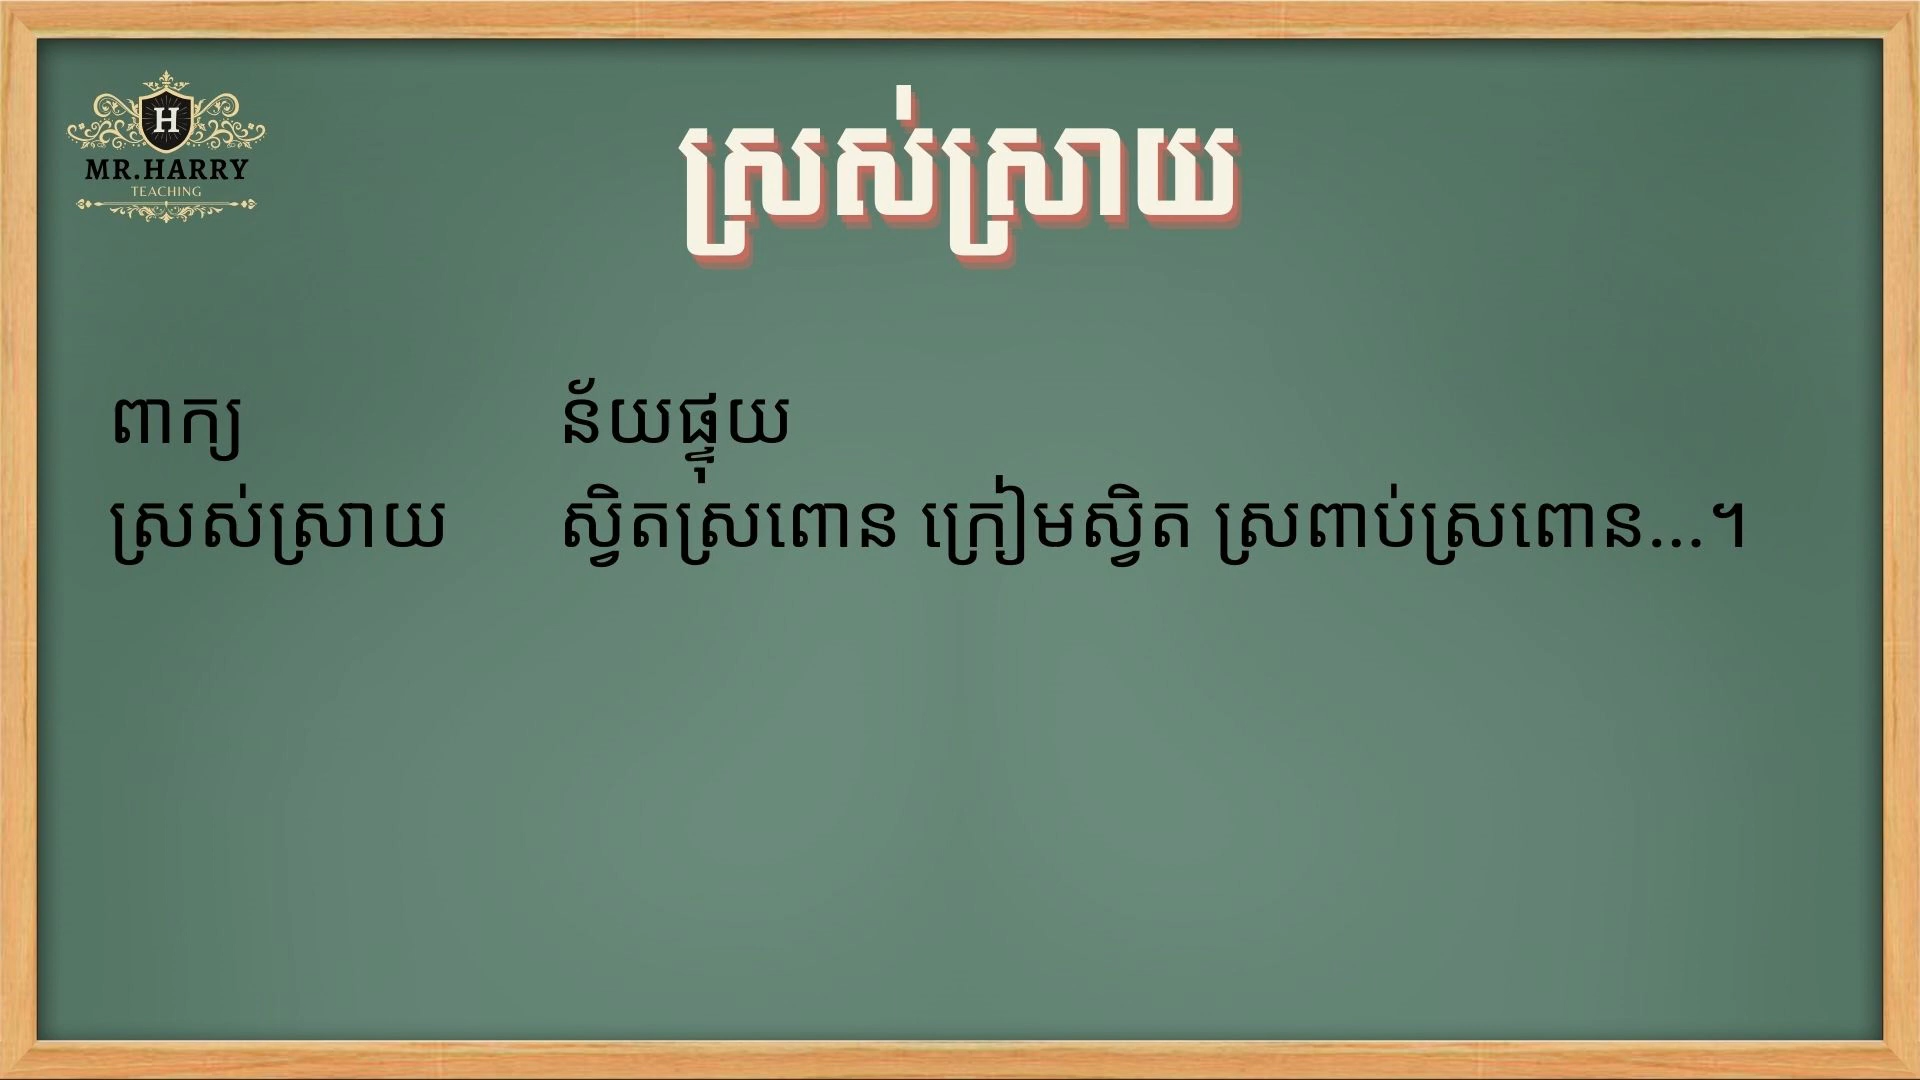 H
MR.HARRY
TEACHING
ស្រស់ស្រាយ
ពាក្យ ន័យផ្ទុយ
ស្រស់ស្រាយ ស្វិតស្រពោន ក្រៀមស្វិត ស្រពាប់ស្រពោន...។